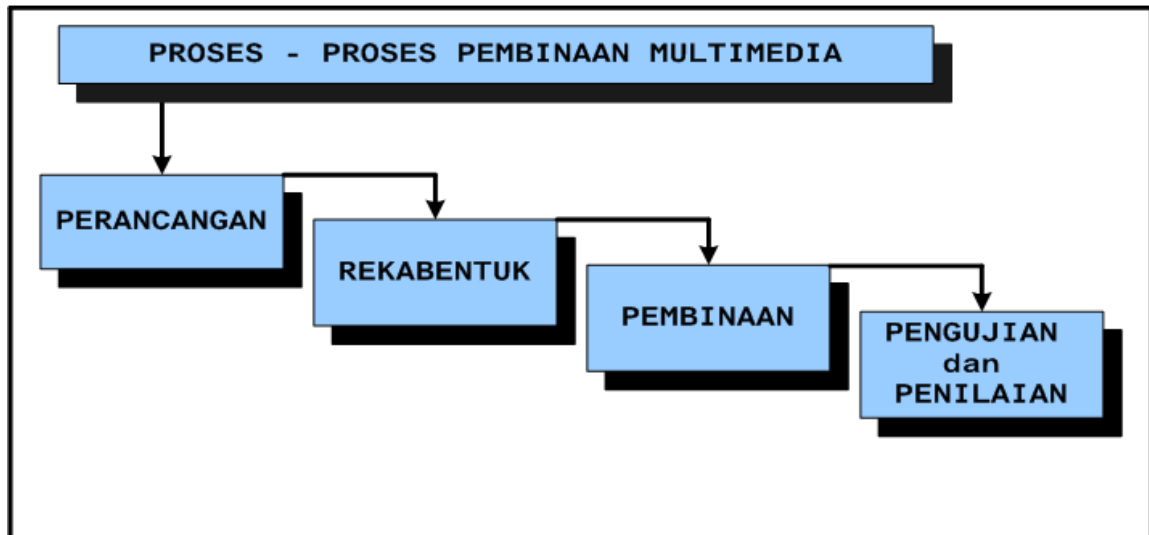 PROSES - PROSES PEMBINAAN MULTIMEDIA
PERANCANGAN
REKABENTUK
PEMBINAAN
PENGUJIAN
dan
PENILAIAN